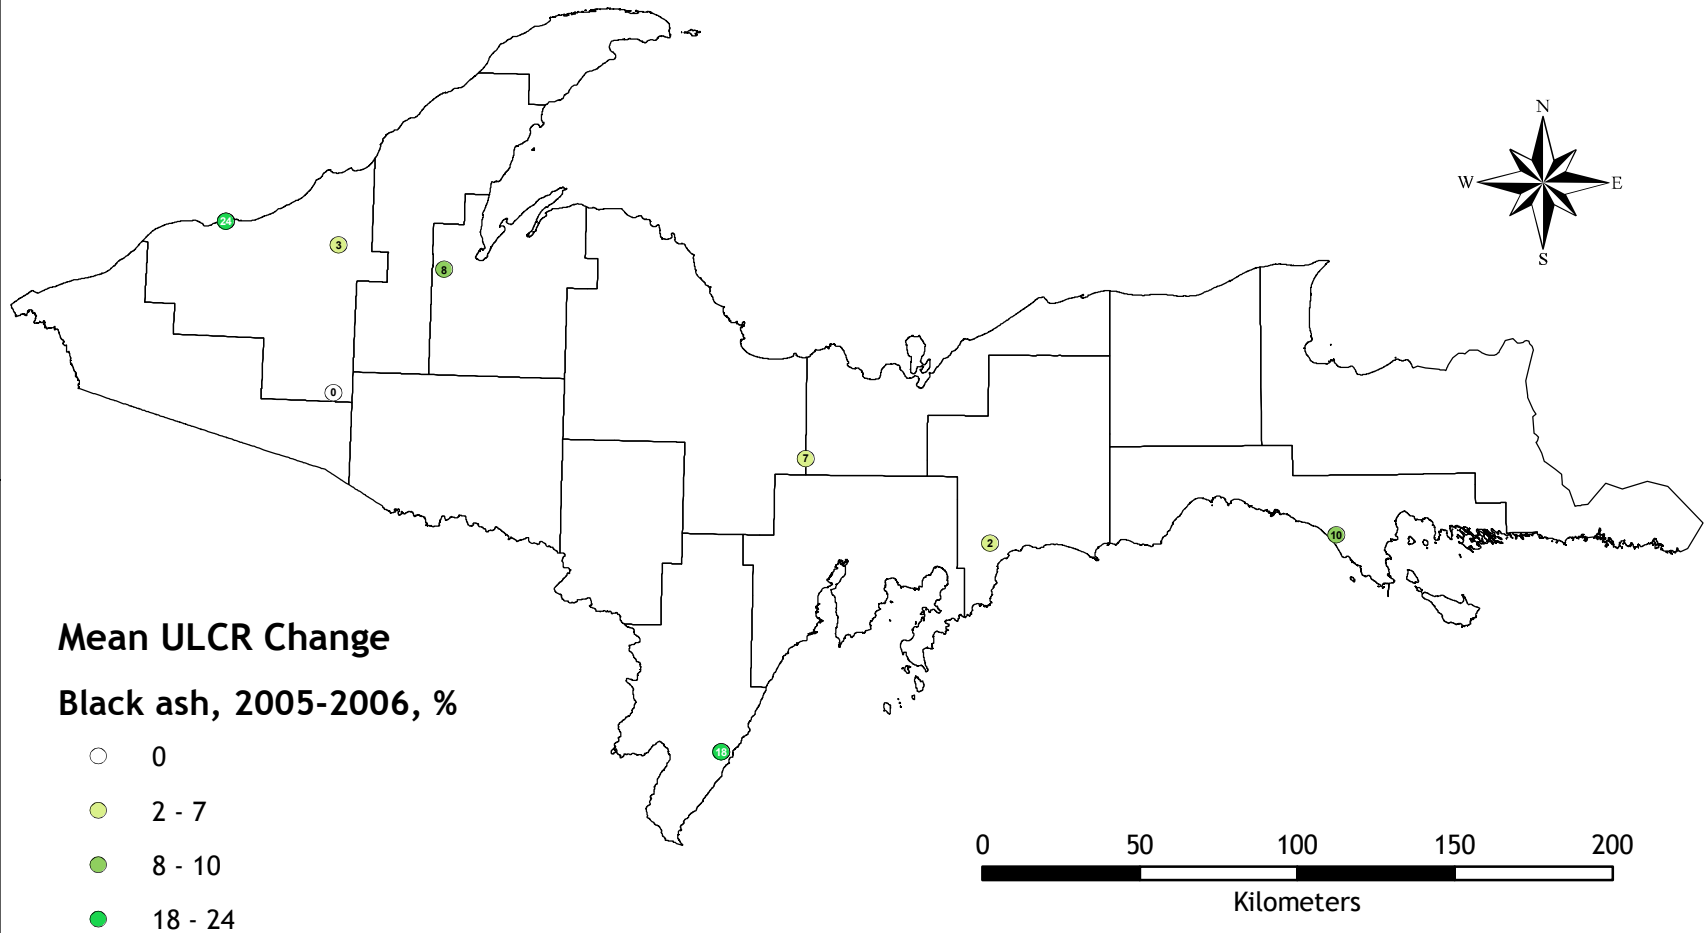 N
W E
S
24
3
8
0
7
2
10
18
Mean ULCR Change
Black ash, 2005-2006, %
0
2 - 7
8 - 10
18 - 24
0 50 100 150 200
Kilometers